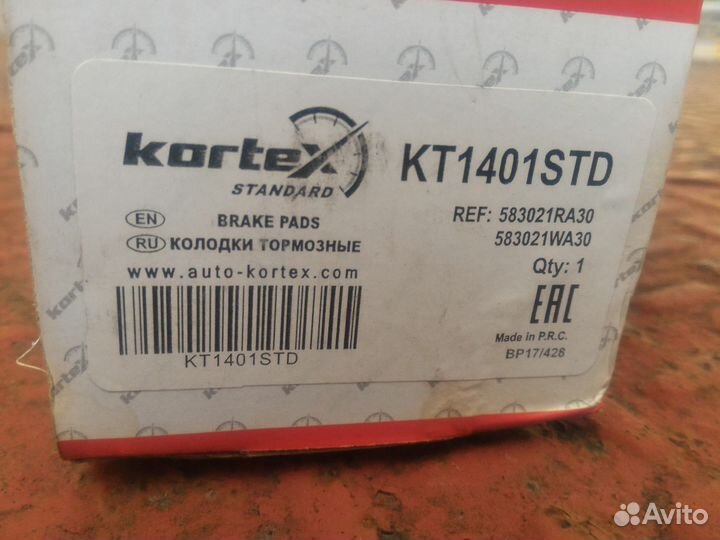 kortex
STANDARD
KT1401STD
REF: 583021RA30
583021WA30
EN BRAKE PADS
RU КОЛОДКИ ТОРМОЗНЫЕ
www.auto-kortex.com
Qty: 1
EAC
Made in P.R.C.
BP17/428
KT1401STD
Avito